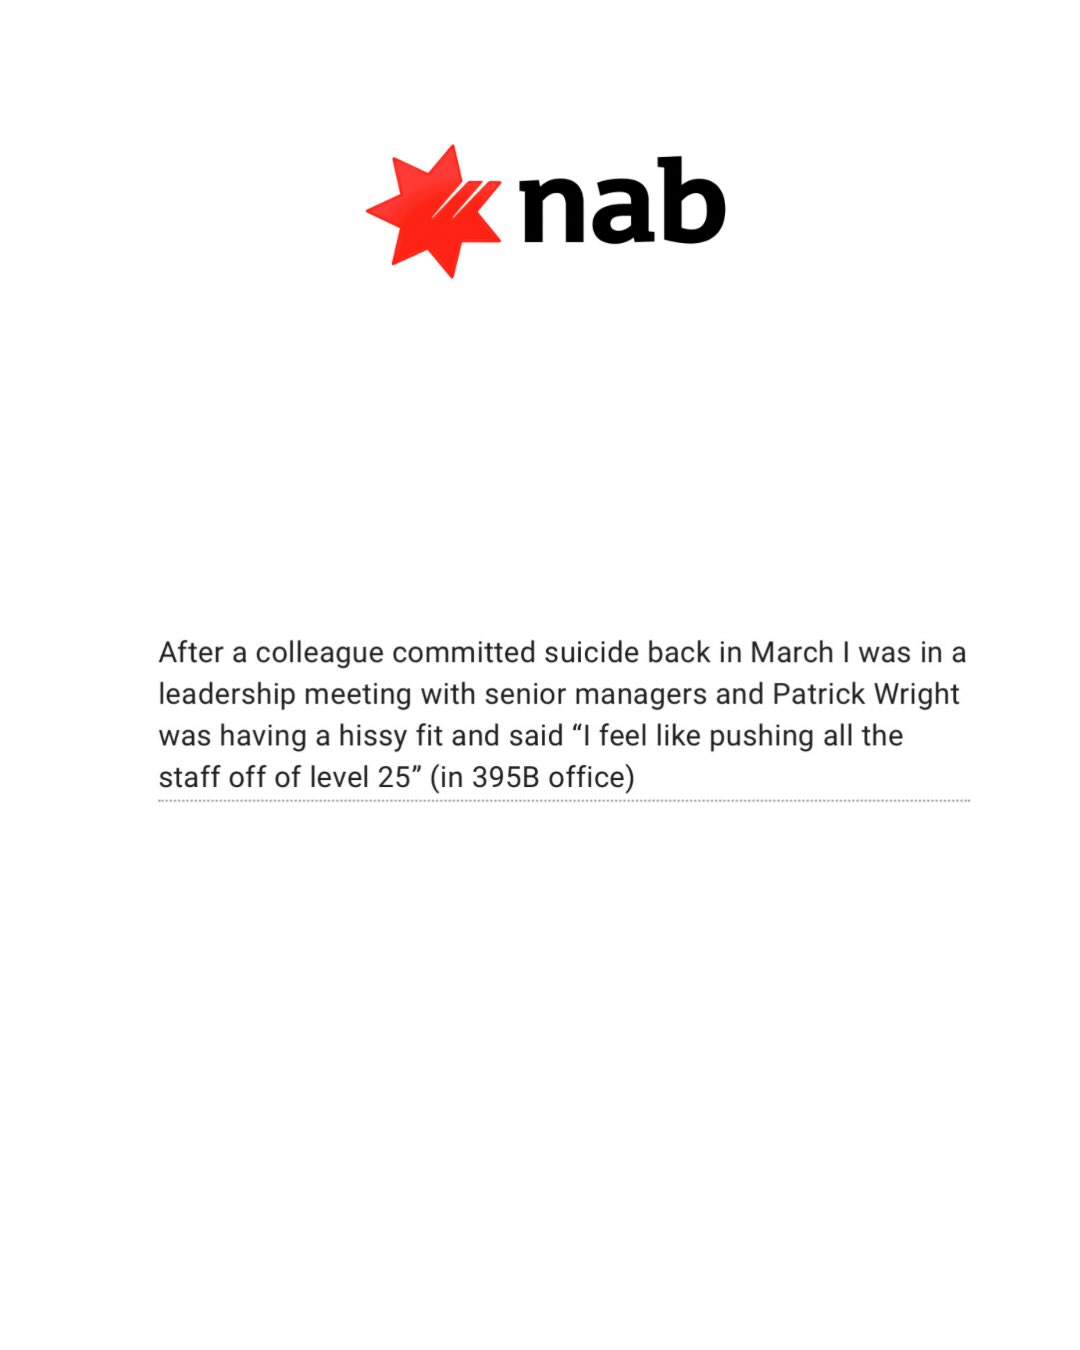 nab
After a colleague committed suicide back in March I was in a
leadership meeting with senior managers and Patrick Wright
was having a hissy fit and said “I feel like pushing all the
staff off of level 25” (in 395B office)